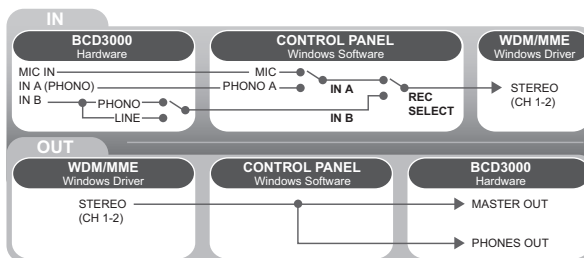 IN
BCD3000
Hardware
CONTROL PANEL
Windows Software
WDM/MME
Windows Driver
MIC IN
IN A (PHONO)
IN B
PHONO
LINE
MIC
PHONO A
IN A
IN B
REC
SELECT
STEREO
(CH 1-2)
OUT
WDM/MME
Windows Driver
CONTROL PANEL
Windows Software
BCD3000
Hardware
STEREO
(CH 1-2)
MASTER OUT
PHONES OUT